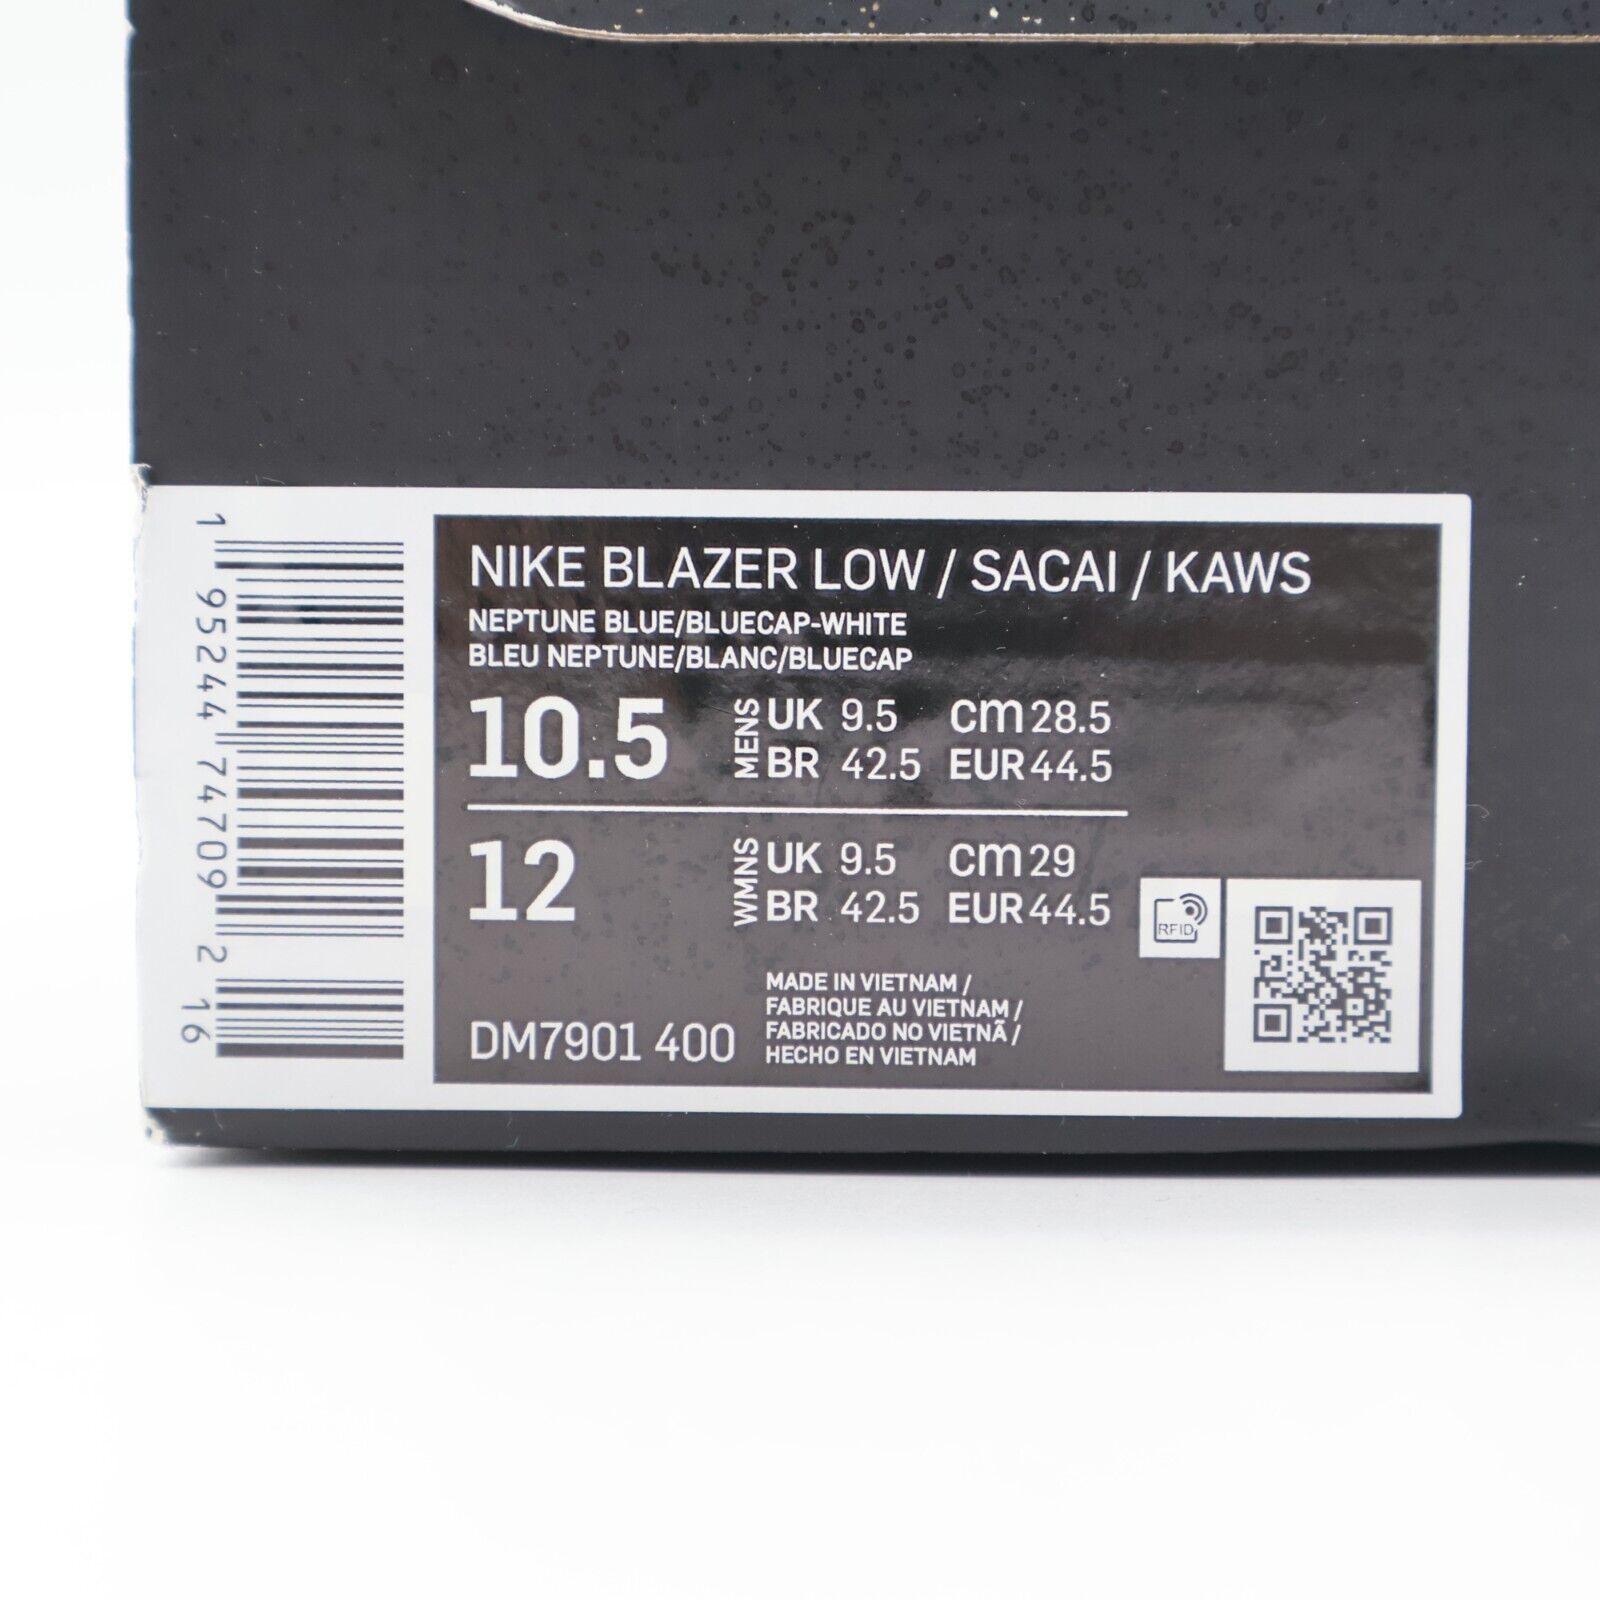 NIKE BLAZER LOW / SACAI / KAWS
NEPTUNE BLUE/BLUECAP-WHITE
BLEU NEPTUNE/BLANC/BLUECAP
10.5 MENS UK 9.5 cm 28.5
BR 42.5 EUR 44.5
12 WMNS UK 9.5 cm 29
BR 42.5 EUR 44.5
RFID
MADE IN VIETNAM /
FABRIQUE AU VIETNAM /
FABRICADO NO VIETNÃ /
HECHO EN VIETNAM
DM7901 400
1 95244 74709 2 16